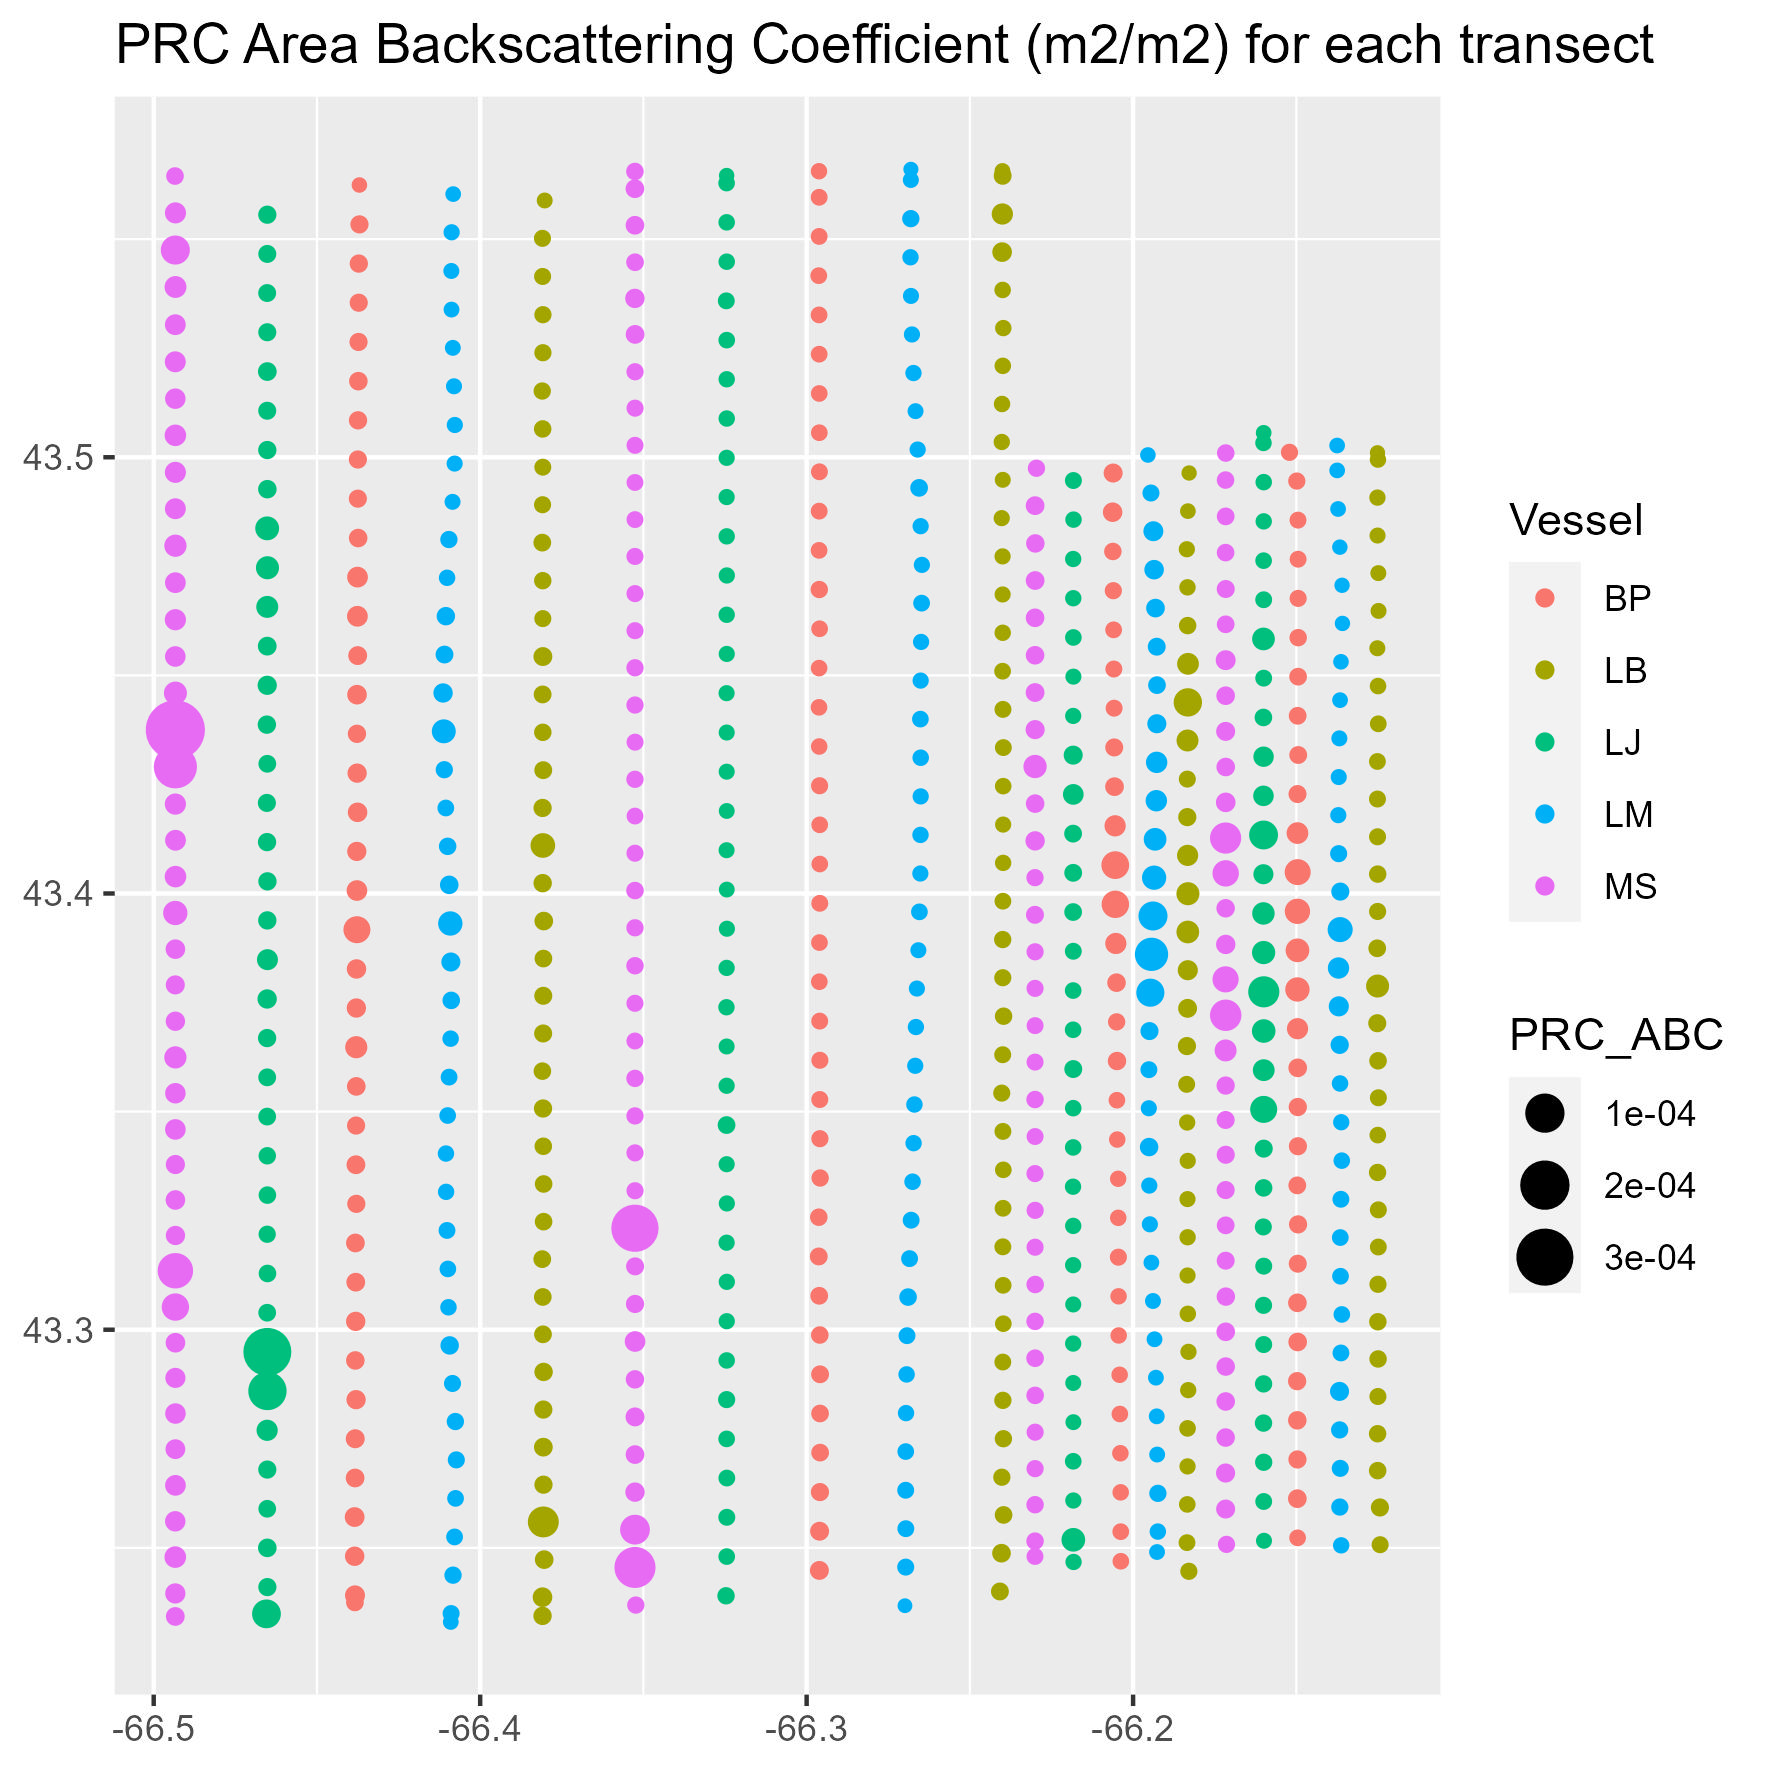 PRC Area Backscattering Coefficient (m2/m2) for each transect
43.5
43.4
43.3
-66.5
-66.4
-66.3
-66.2
Vessel
BP
LB
LJ
LM
MS
PRC_ABC
1e-04
2e-04
3e-04